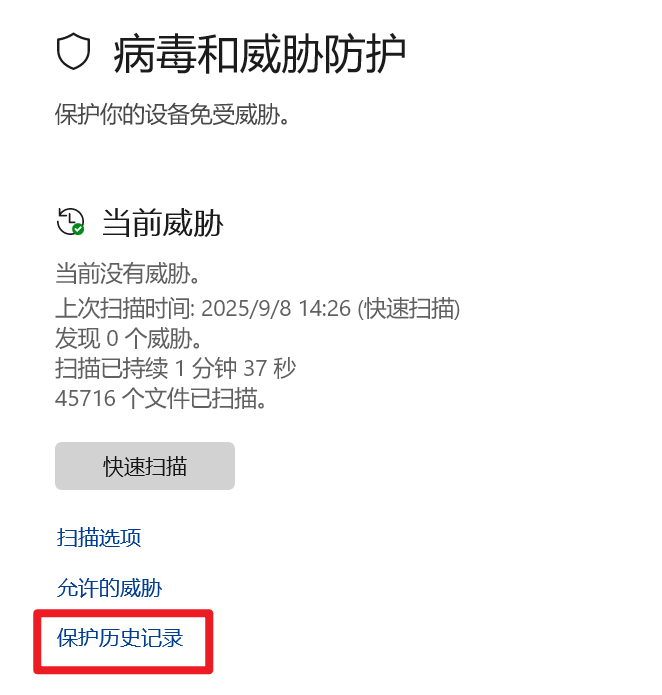 病毒和威胁防护
保护你的设备免受威胁。
当前威胁
当前没有威胁。
上次扫描时间: 2025/9/8 14:26 (快速扫描)
发现 0 个威胁。
扫描已持续 1 分钟 37 秒
45716 个文件已扫描。
快速扫描
扫描选项
允许的威胁
保护历史记录